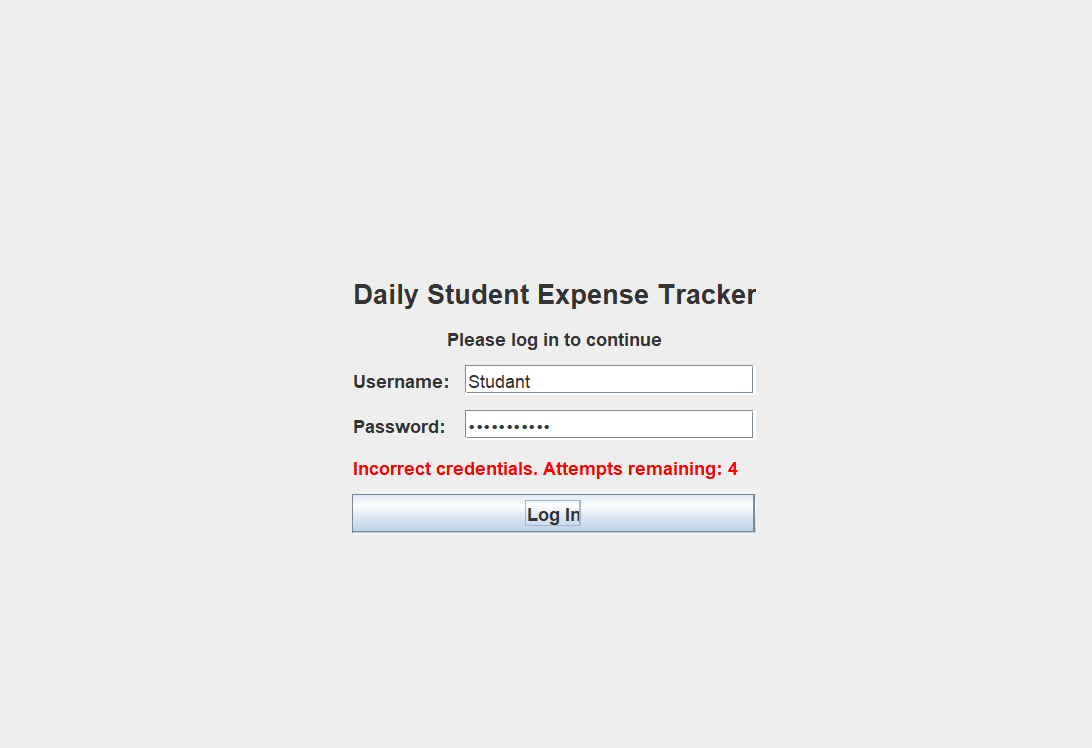 Daily Student Expense Tracker
Please log in to continue
Username: Studant
Password: •••••••••••
Incorrect credentials. Attempts remaining: 4
Log In